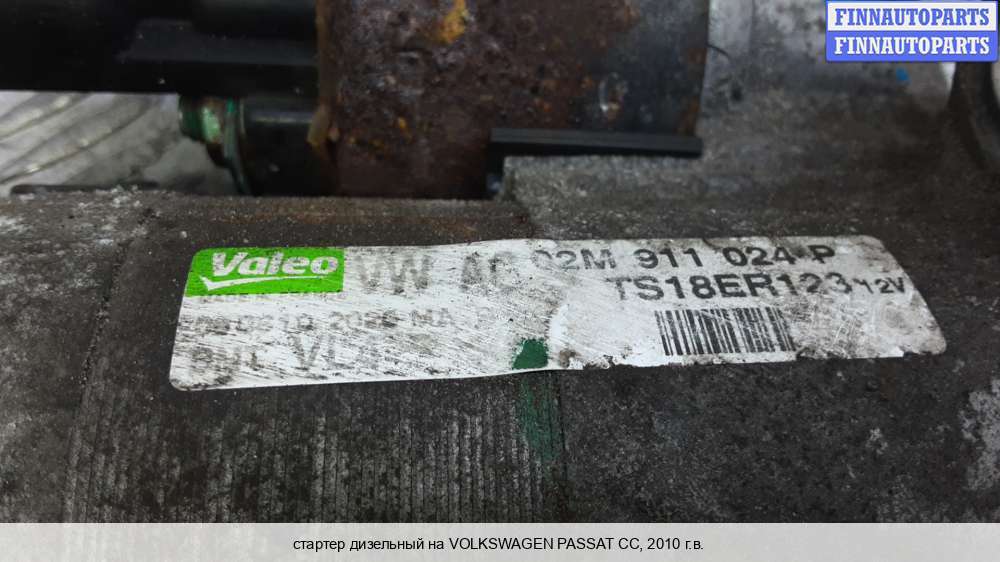 FINNAUTOPARTS
FINNAUTOPARTS
Valeo
VW AG 02M 911 024 P
TS18ER123 12V
стартер дизельный на VOLKSWAGEN PASSAT CC, 2010 г.в.